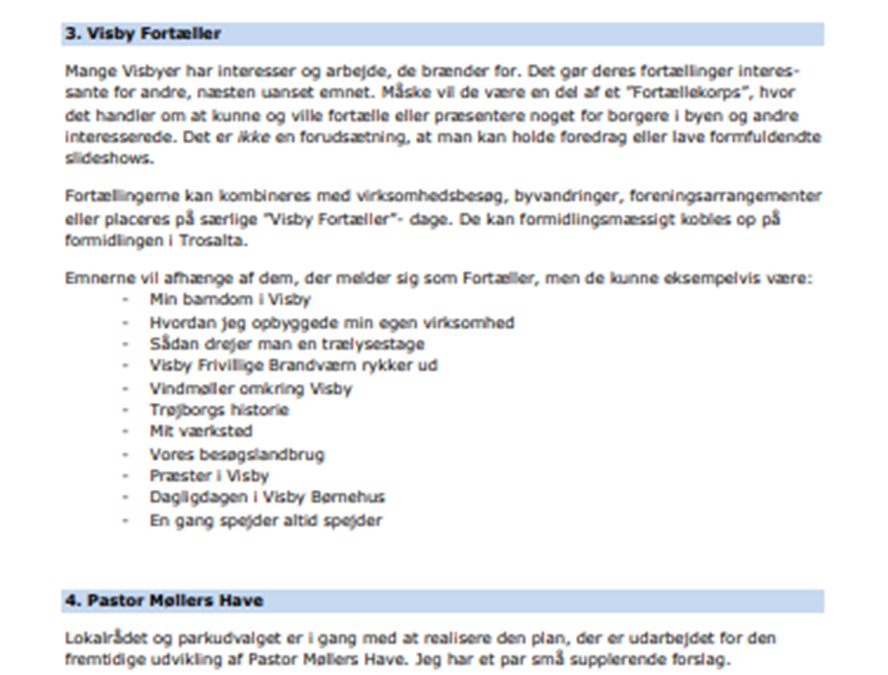 3. Visby Fortæller
Mange Visbyer har interesser og arbejde, de brænder for. Det gør deres fortællinger interes-
sante for andre, næsten uanset emnet. Måske vil de være en del af et "Fortællekorps", hvor
det handler om at kunne og ville fortælle eller præsentere noget for borgere i byen og andre
interesserede. Det er ikke en forudsætning, at man kan holde foredrag eller lave formfuldendte
slideshows.
Fortællingerne kan kombineres med virksomhedsbesøg, byvandringer, foreningsarrangementer
eller placeres på særlige "Visby Fortæller"- dage. De kan formidlingsmæssigt kobles op på
formidlingen i Trosalta.
Emnerne vil afhænge af dem, der melder sig som Fortæller, men de kunne eksempelvis være:
- Min barndom i Visby
- Hvordan jeg opbyggede min egen virksomhed
- Sådan drejer man en trælysestage
- Visby Frivillige Brandværn rykker ud
- Vindmøller omkring Visby
- Trøjborgs historie
- Mit værksted
- Vores besøgslandbrug
- Præster i Visby
- Dagligdagen i Visby Børnehus
- En gang spejder altid spejder
4. Pastor Møllers Have
Lokalrådet og parkudvalget er i gang med at realisere den plan, der er udarbejdet for den
fremtidige udvikling af Pastor Møllers Have. Jeg har et par små supplerende forslag.